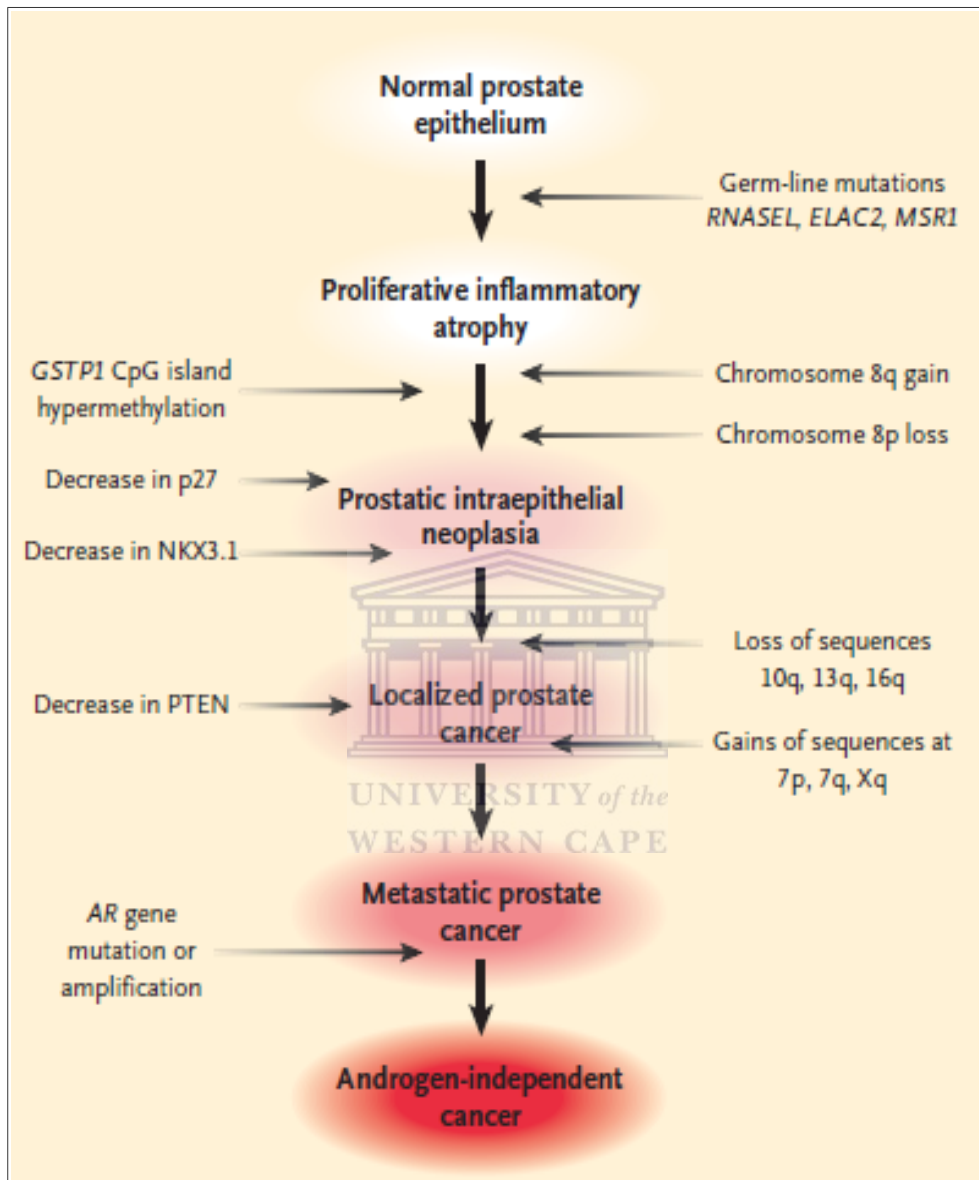 Normal prostate
epithelium
Germ-line mutations
RNASEL, ELAC2, MSR1
Proliferative inflammatory
atrophy
GSTP1 CpG island
hypermethylation
Chromosome 8q gain
Chromosome 8p loss
Decrease in p27
Prostatic intraepithelial
neoplasia
Decrease in NKX3.1
Loss of sequences
10q, 13q, 16q
Decrease in PTEN
Localized prostate
cancer
Gains of sequences at
7p, 7q, Xq
UNIVERSITY of the
WESTERN CAPE
Metastatic prostate
cancer
AR gene
mutation or
amplification
Androgen-independent
cancer